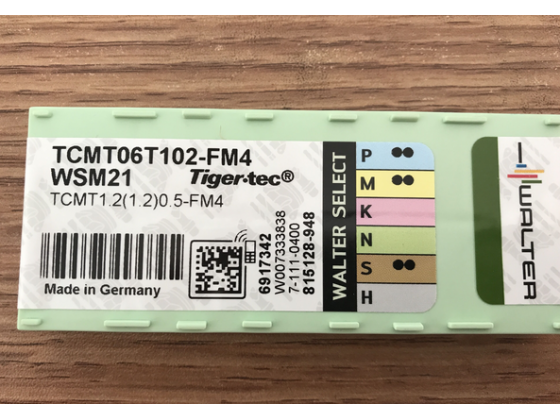 TCMT06T102-FM4
WSM21 Tiger·tec®
TCMT1.2(1.2)0.5-FM4
Made in Germany
6917342
W007333838
7-1111-0400
815128-948
WALTER SELECT
P ●●
M ●●
K
N
S ●●
H
WALTER